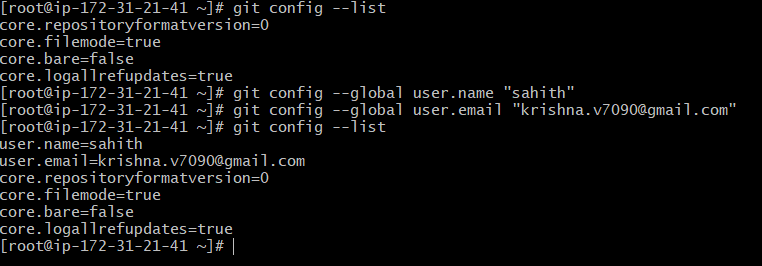 [root@ip-172-31-21-41 ~]# git config --list
core.repositoryformatversion=0
core.filemode=true
core.bare=false
core.logallrefupdates=true
[root@ip-172-31-21-41 ~]# git config --global user.name "sahith"
[root@ip-172-31-21-41 ~]# git config --global user.email "krishna.v7090@gmail.com"
[root@ip-172-31-21-41 ~]# git config --list
user.name=sahith
user.email=krishna.v7090@gmail.com
core.repositoryformatversion=0
core.filemode=true
core.bare=false
core.logallrefupdates=true
[root@ip-172-31-21-41 ~]#